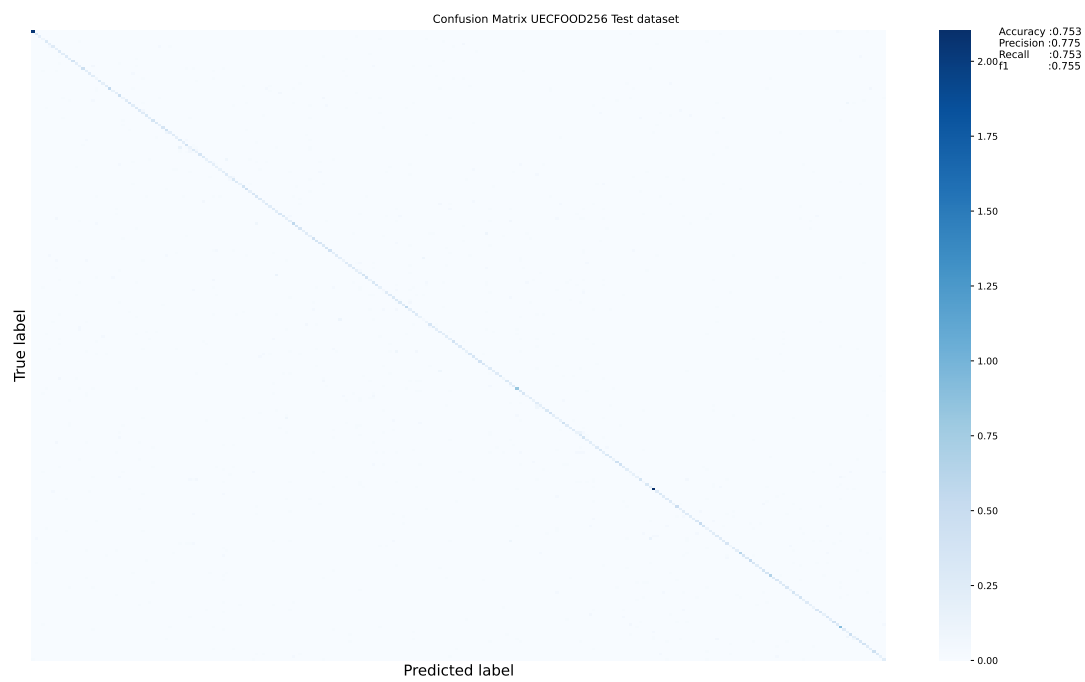 Confusion Matrix UECFOOD256 Test dataset
Accuracy :0.753
Precision :0.775
Recall :0.753
f1 :0.755
2.00
1.75
1.50
1.25
1.00
0.75
0.50
0.25
0.00
True label
Predicted label